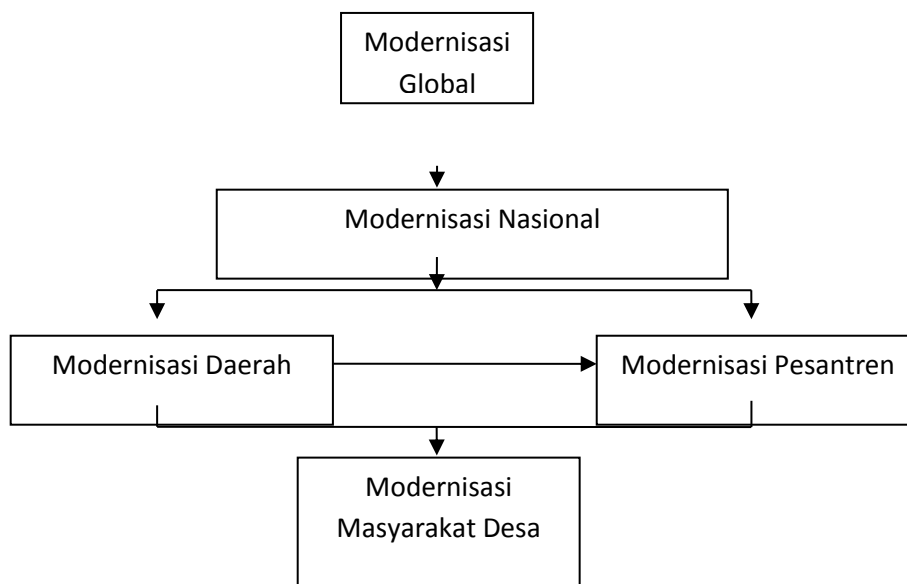 Modernisasi
Global
Modernisasi Nasional
Modernisasi Daerah
Modernisasi Pesantren
Modernisasi
Masyarakat Desa